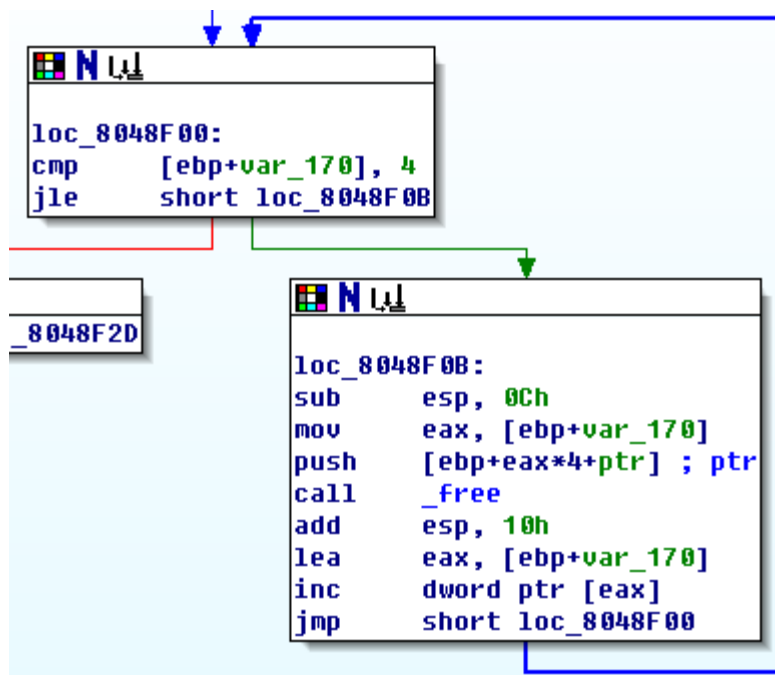 N
loc_8048F00:
cmp [ebp+var_170], 4
jle short loc_8048F0B
_8048F2D
N
loc_8048F0B:
sub esp, 0Ch
mov eax, [ebp+var_170]
push [ebp+eax*4+ptr] ; ptr
call _free
add esp, 10h
lea eax, [ebp+var_170]
inc dword ptr [eax]
jmp short loc_8048F00